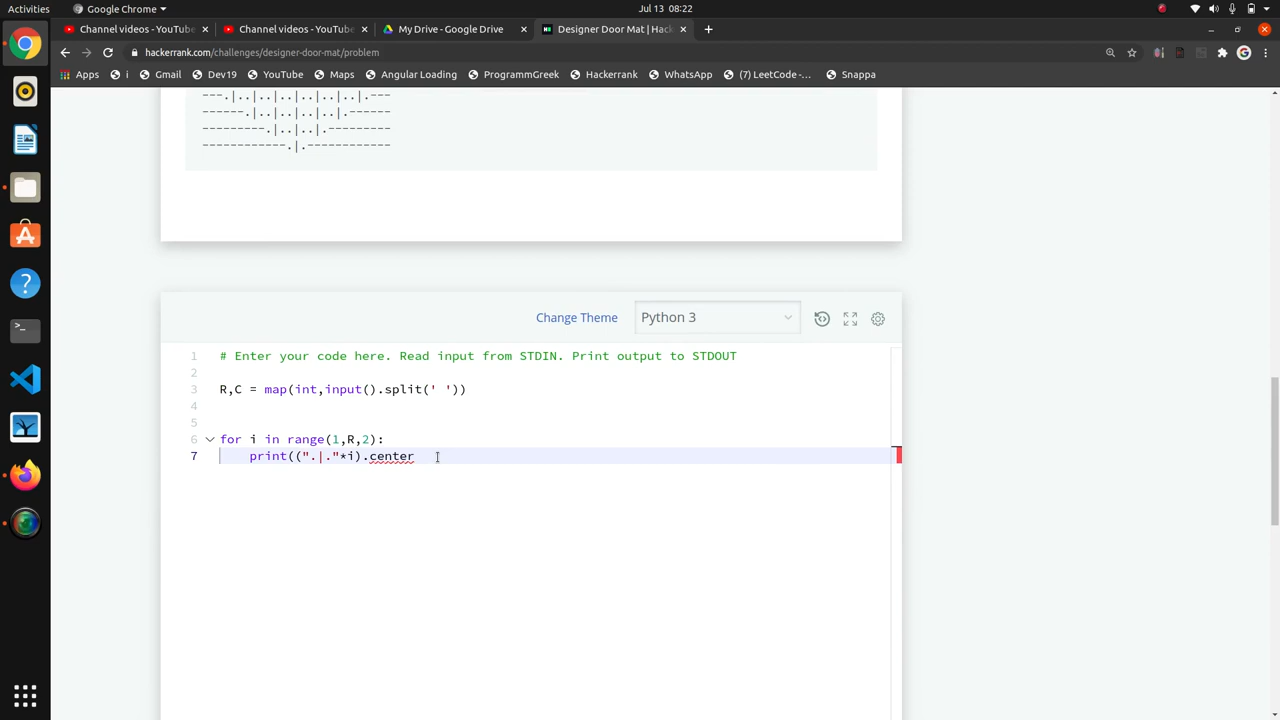 Activities
Google Chrome
Jul 13 08:22
Channel videos - YouTube
Channel videos - YouTube
My Drive - Google Drive
Designer Door Mat | Hack
hackerrank.com/challenges/designer-door-mat/problem
Apps
i
Gmail
Dev19
YouTube
Maps
Angular Loading
ProgrammGreek
Hackerrank
WhatsApp
(7) LeetCode -...
Snappa
---.|..|..|..|..|..|..|.---
------.|..|..|..|..|.------
---------.|..|..|.---------
------------.|.------------
Change Theme
Python 3
1 # Enter your code here. Read input from STDIN. Print output to STDOUT
2
3 R,C = map(int,input().split(' '))
4
5
6 for i in range(1,R,2):
7 print((".|."*i).center